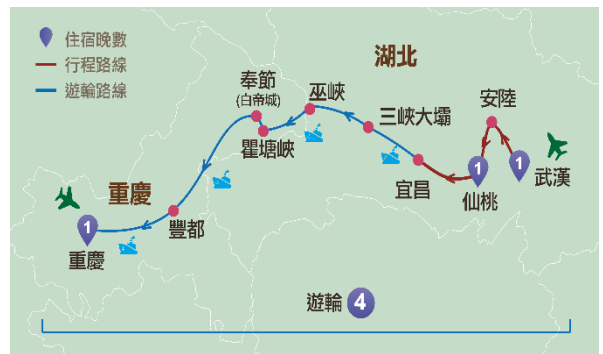 住宿晚數
行程路線
遊輪路線
湖北
奉節
(白帝城)
巫峽
安陸
三峽大壩
瞿塘峽
1
1
武漢
宜昌
仙桃
重慶
1
豐都
重慶
遊輪 4